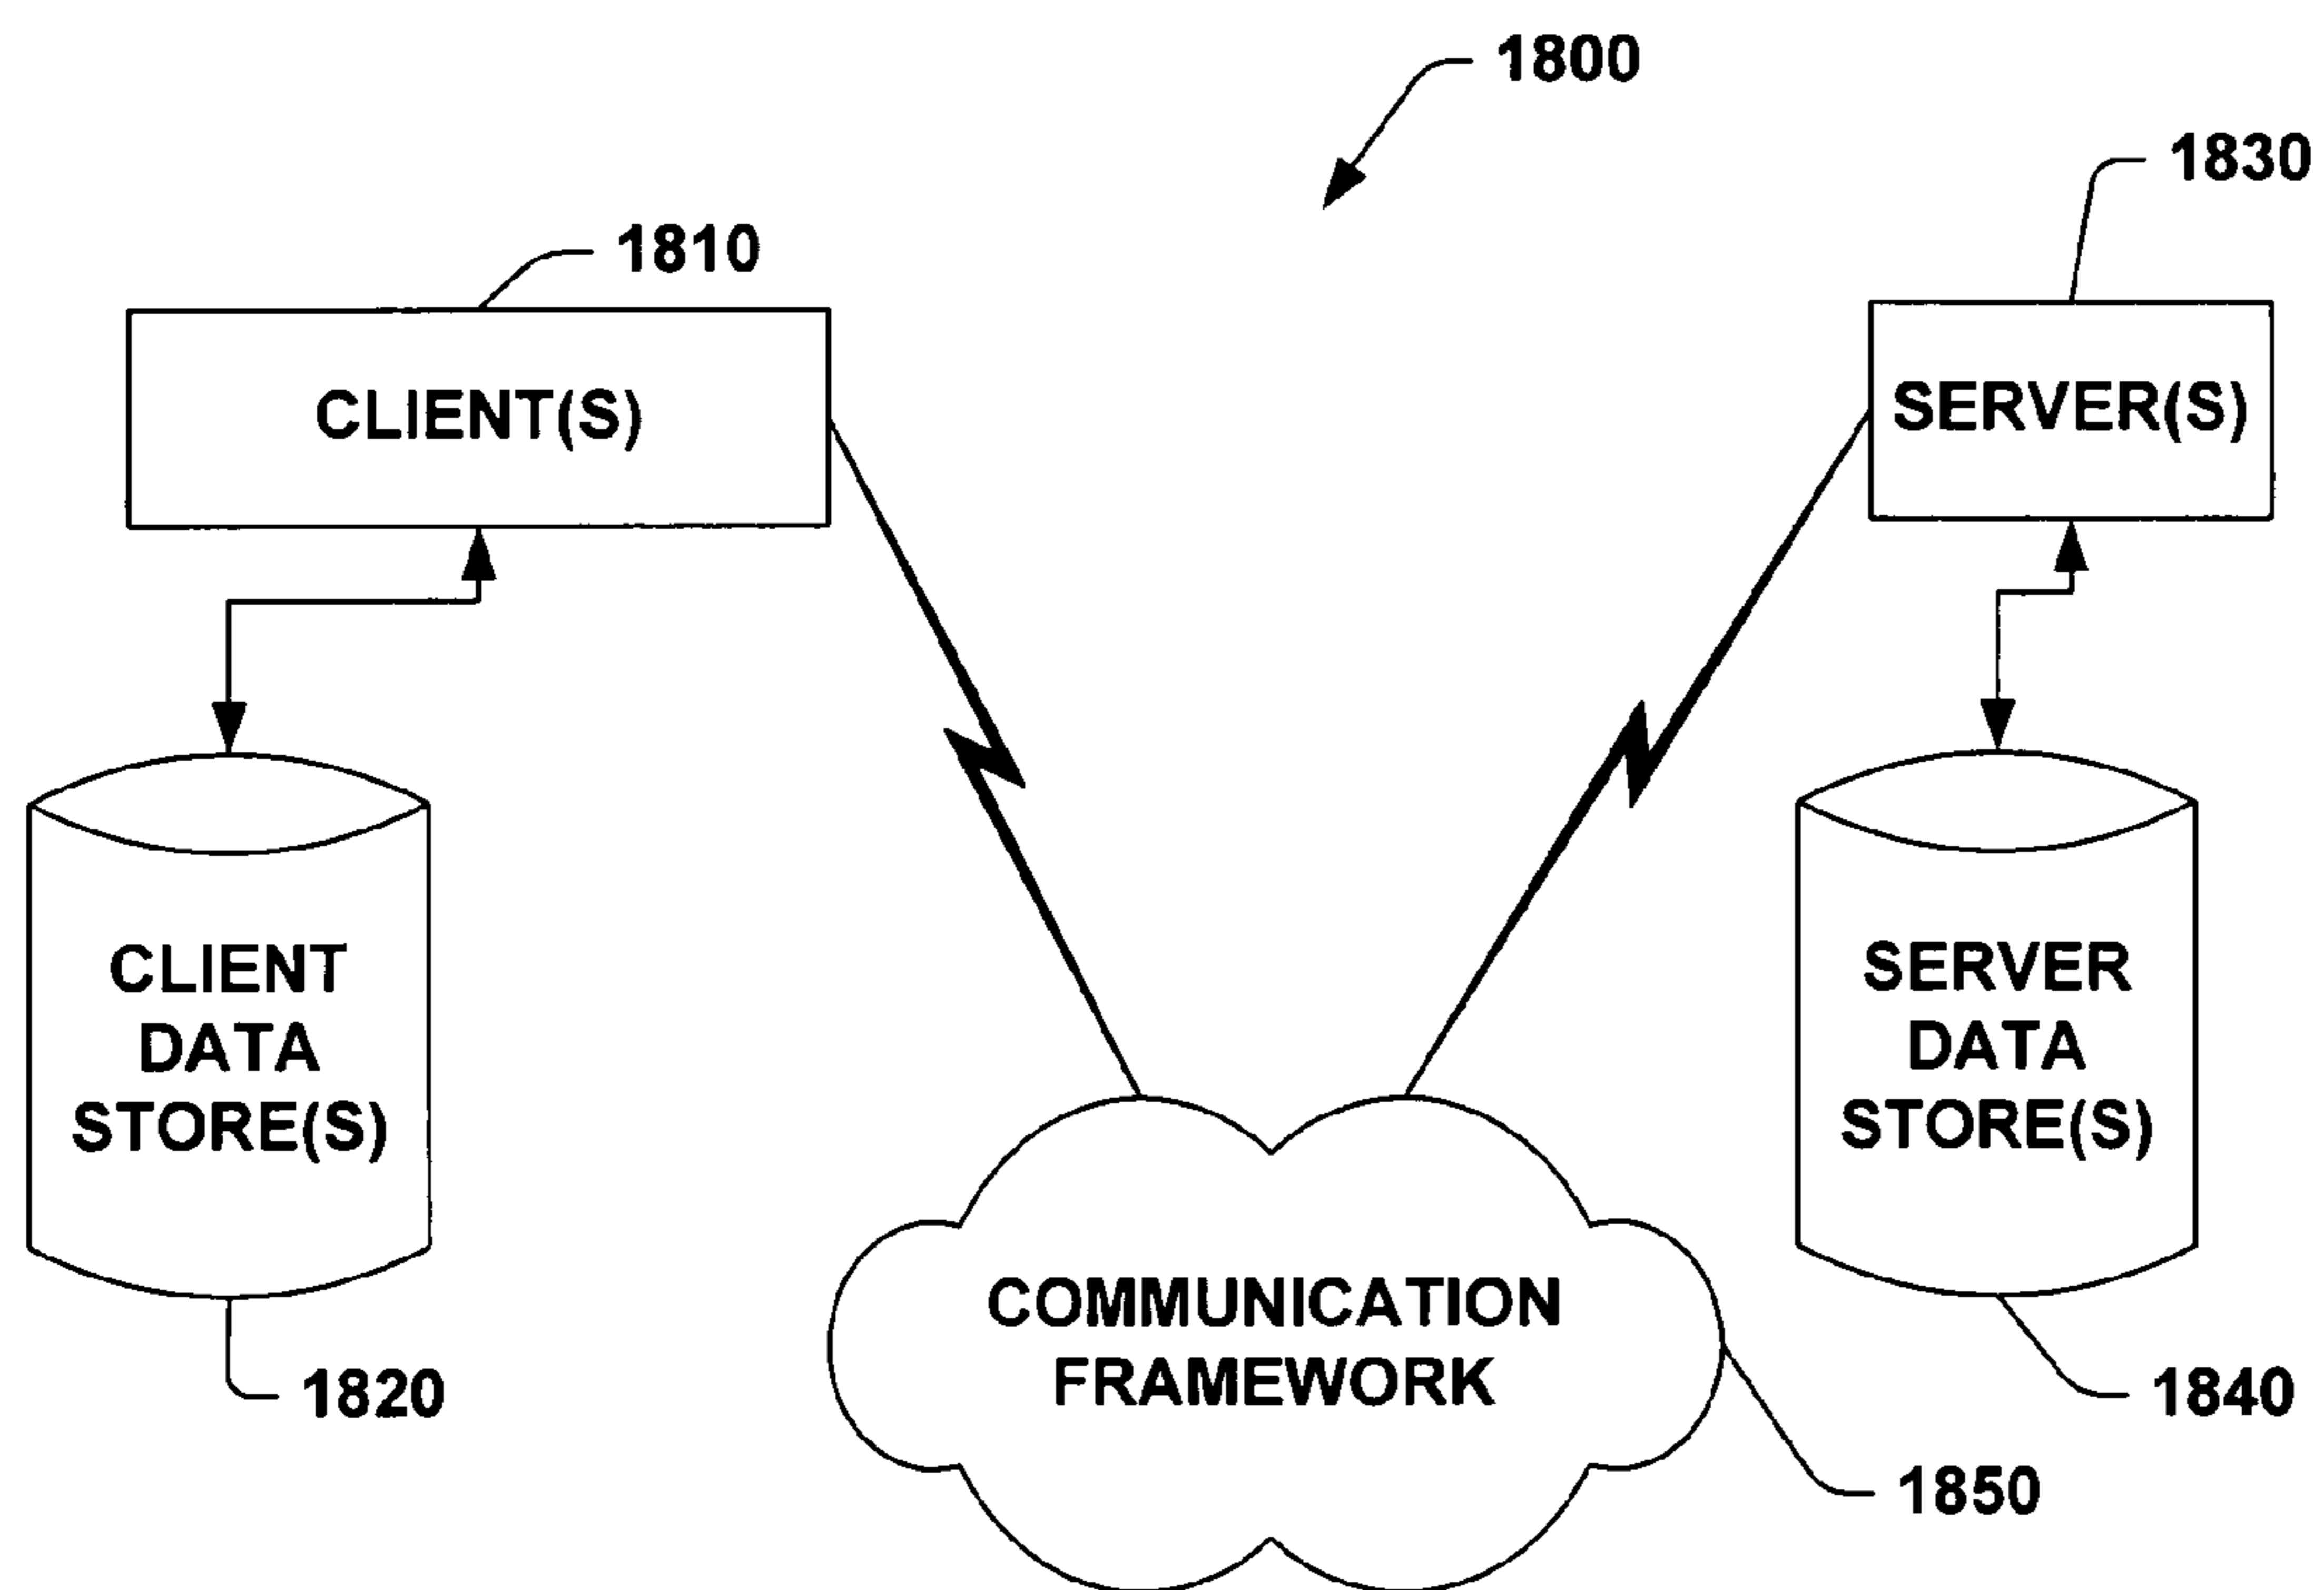 1800
1830
1810
CLIENT(S)
SERVER(S)
CLIENT
DATA
STORE(S)
SERVER
DATA
STORE(S)
COMMUNICATION
FRAMEWORK
1820
1840
1850